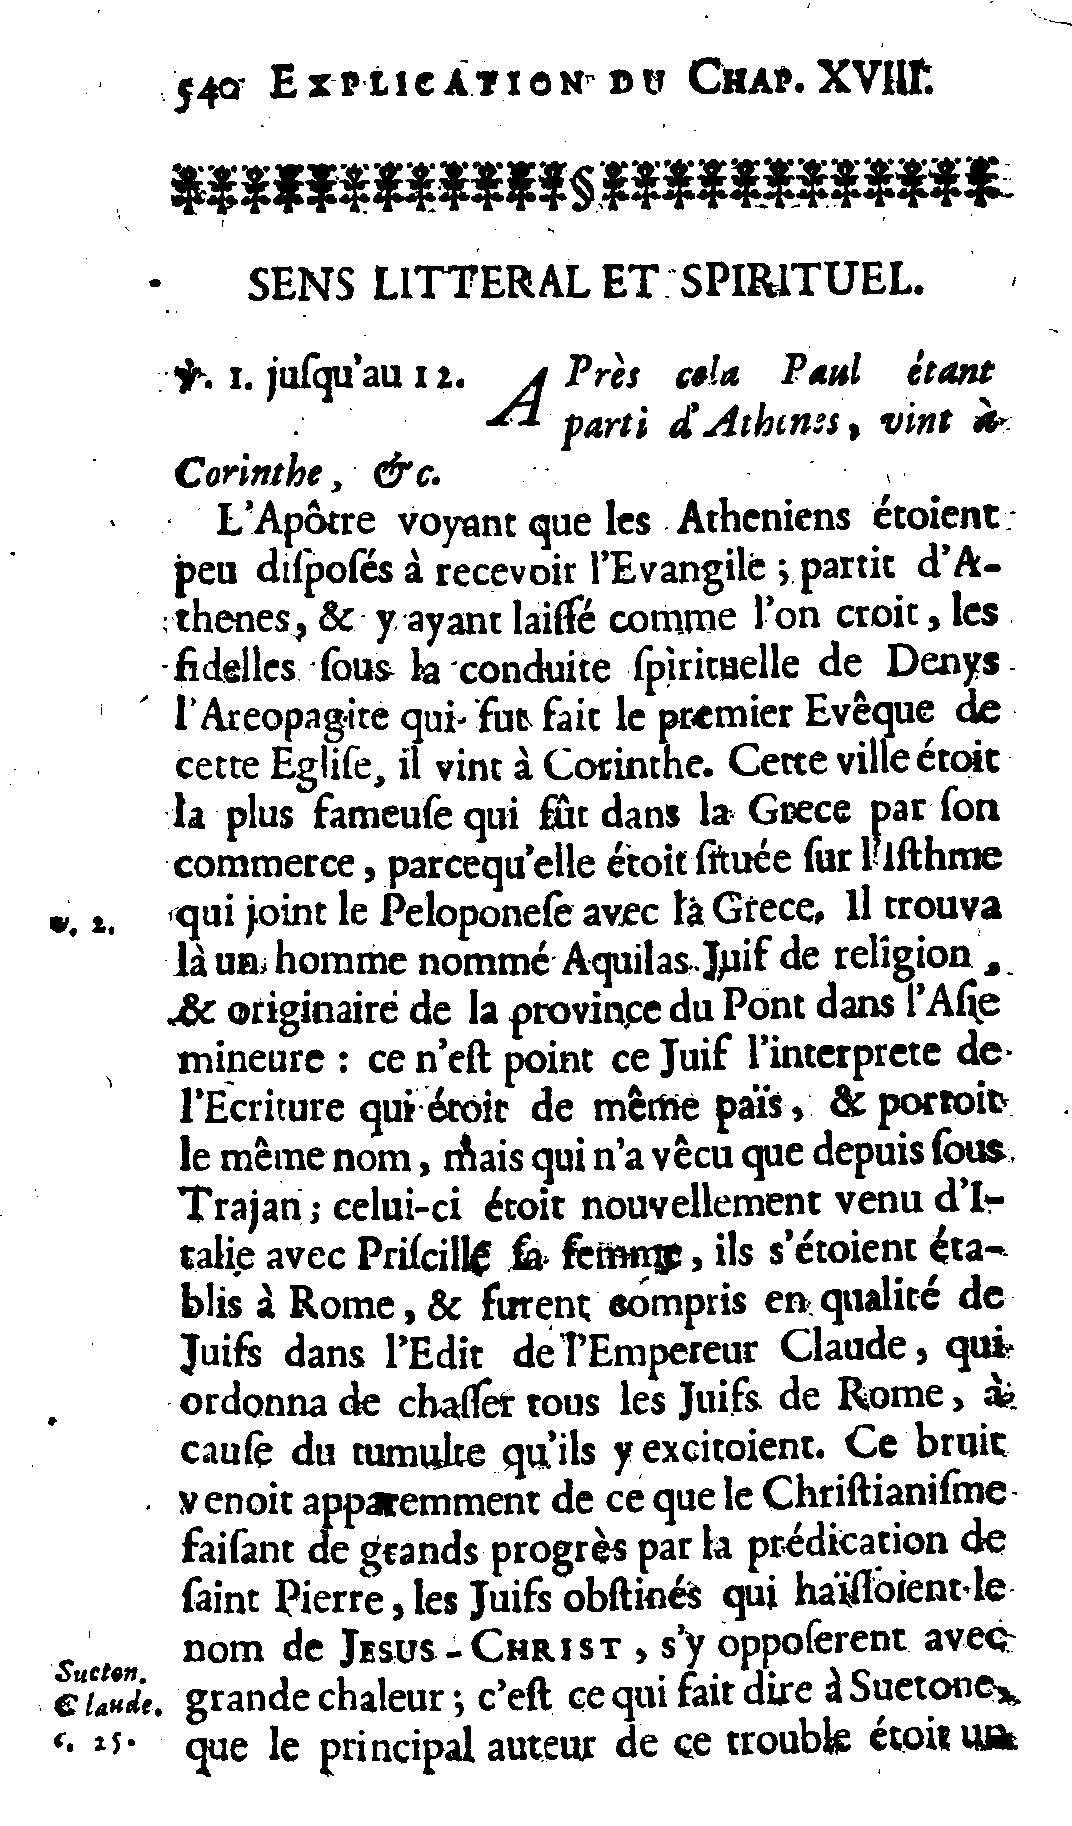 540 EXPLICATION DU CHAP. XVIII.
SENS LITTERAL ET SPIRITUEL.
℣. 1. juſqu'au 12. APrès cela Paul étant
parti d'Athenes, vint à
Corinthe, &c.
L'Apôtre voyant que les Atheniens étoient
peu diſpoſés à recevoir l'Evangile ; partit d'A-
thenes, & y ayant laiſſé comme l'on croit, les
fidelles ſous la conduite ſpirituelle de Denys
l'Areopagite qui fut fait le premier Evêque de
cette Egliſe, il vint à Corinthe. Cette ville étoit
la plus fameuſe qui fût dans la Grece par ſon
commerce, parcequ'elle étoit ſituée ſur l'iſthme
℣. 2. qui joint le Peloponeſe avec la Grece. Il trouva
là un homme nommé Aquilas Juif de religion,
& originaire de la province du Pont dans l'Aſie
mineure : ce n'eſt point ce Juif l'interprete de
l'Ecriture qui étoit de même païs, & portoit
le même nom, mais qui n'a vêcu que depuis ſous
Trajan ; celui-ci étoit nouvellement venu d'I-
talie avec Priſcille ſa femme, ils s'étoient éta-
blis à Rome, & furent compris en qualité de
Juifs dans l'Edit de l'Empereur Claude, qui
ordonna de chaſſer tous les Juifs de Rome, à
cauſe du tumulte qu'ils y excitoient. Ce bruit
venoit apparemment de ce que le Chriſtianiſme
faiſant de grands progrès par la prédication de
ſaint Pierre, les Juifs obſtinés qui haïſſoient le
nom de JESUS-CHRIST, s'y oppoſerent avec
Sueton. Claude. c. 25. grande chaleur ; c'eſt ce qui fait dire à Suetone,
que le principal auteur de ce trouble étoit un